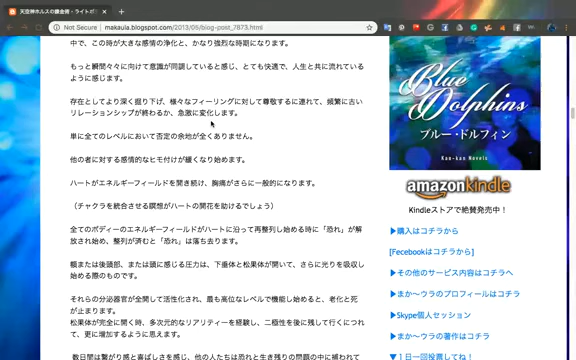 天空神ホルスの錬金術・ライトボ
Not Secure | makaula.blogspot.com/2013/05/blog-post_7873.html
中で、この時が大きな感情の浄化と、かなり強烈な時期になります。
もっと瞬間々々に向けて意識が同調していると感じ、とても快適で、人生と共に流れている
ように感じます。
存在としてより深く掘り下げ、様々なフィーリングに対して尊敬するに連れて、頻繁に古い
リレーションシップが終わるか、急激に変化します。
単に全てのレベルにおいて否定の余地が全くありません。
他の者に対する感情的なヒモ付けが緩くなり始めます。
ハートがエネルギーフィールドを開き続け、胸痛がさらに一般的になります。
（チャクラを統合させる瞑想がハートの開花を助けるでしょう）
全てのボディーのエネルギーフィールドがハートに沿って再整列し始める時に「恐れ」が解
放され始め、整列が済むと「恐れ」は落ち去ります。
額または後頭部、または頭に感じる圧力は、下垂体と松果体が開いて、さらに光を吸収し
始める際のものです。
それらの分泌器官が全開して活性化され、最も高位なレベルで機能し始めると、老化と死
が止まります。
松果体が完全に開く時、多次元的なリアリティーを経験し、二極性を後に残して行くにつれ
て、更に増加するように思えます。
数日間は繋がり感と喜ばしさを感じ、他の人たちは恐れと生き残りの問題の中に捕われて
Blue
Dolphins
ブルー・ドルフィン
Kau-kau Novels
amazonkindle
Kindleストアで絶賛発売中！
▶購入はコチラから
[Fecebookはコチラから]
▶その他のサービス内容はコチラへ
▶まか～ウラのプロフィールはコチラ
▶Skype個人セッション
▶まか～ウラの著作はコチラ
▼１日一回投票してね！